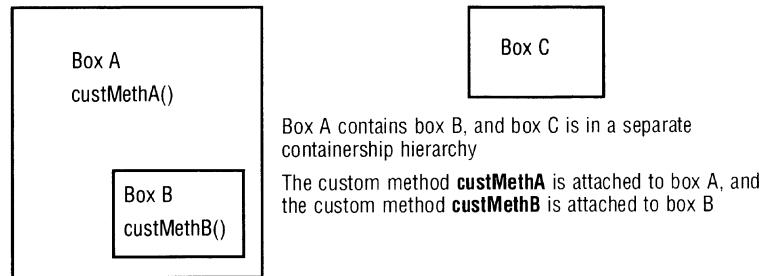 Box A
custMethA()
Box B
custMethB()
Box C
Box A contains box B, and box C is in a separate
containership hierarchy
The custom method custMethA is attached to box A, and
the custom method custMethB is attached to box B